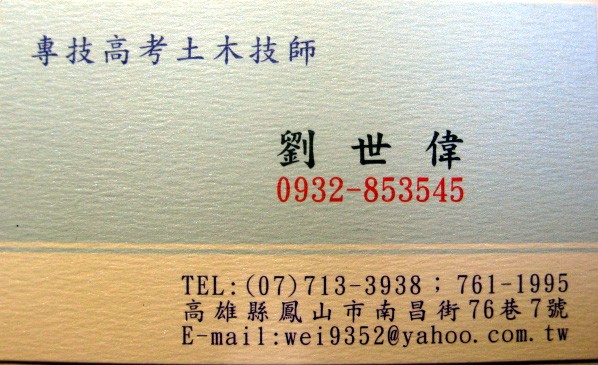 專技高考土木技師
劉世偉
0932-853545
TEL:(07)713-3938；761-1995
高雄縣鳳山市南昌街76巷7號
E-mail:wei9352@yahoo.com.tw